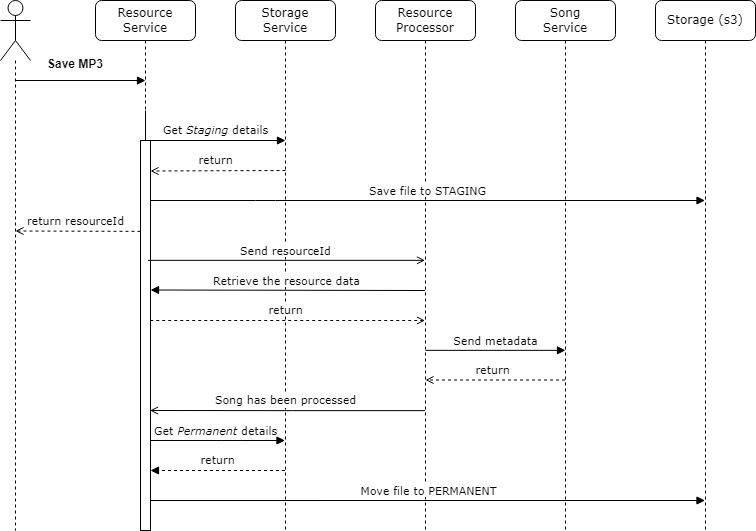 Resource
Service
Storage
Service
Resource
Processor
Song
Service
Storage (s3)
Save MP3
Get Staging details
return
Save file to STAGING
return resourceId
Send resourceId
Retrieve the resource data
return
Send metadata
return
Song has been processed
Get Permanent details
return
Move file to PERMANENT